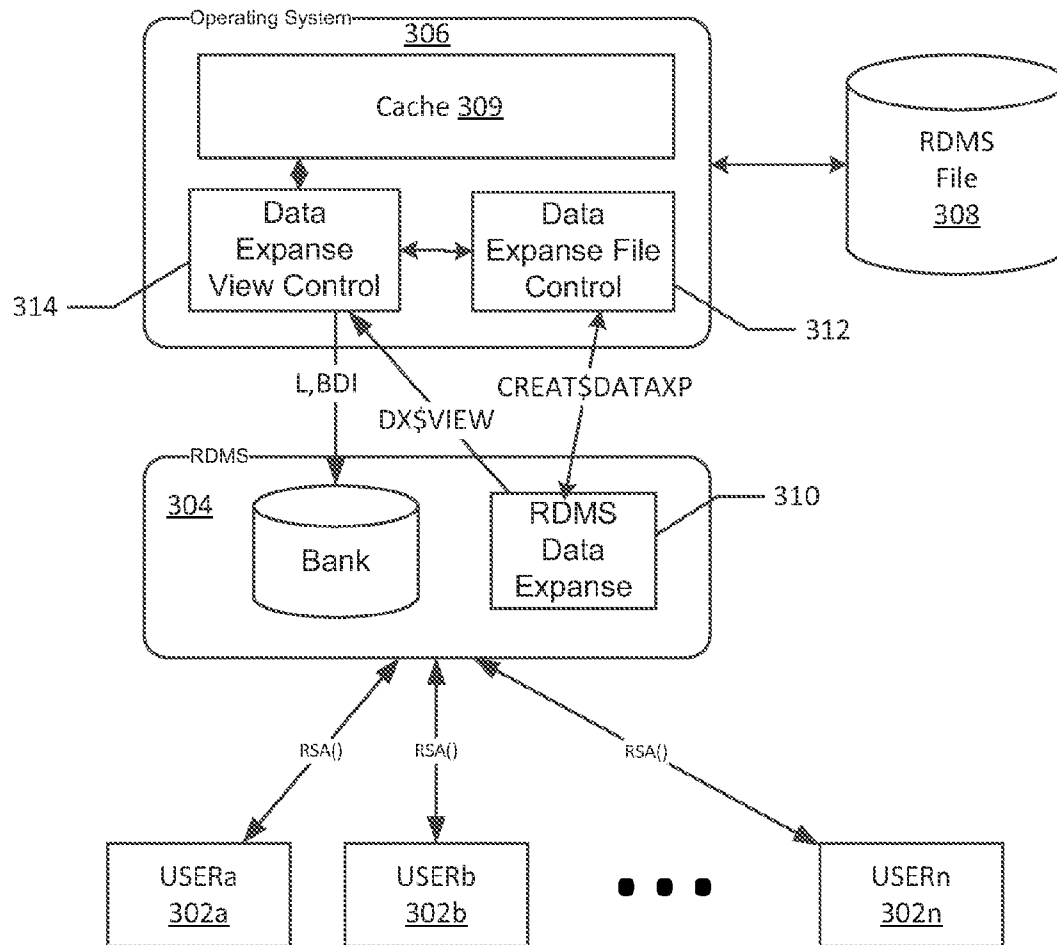 Operating System
306
Cache 309
RDMS
File
308
Data
Expanse
View Control
Data
Expanse File
Control
314
312
L,BDI
DX$VIEW
CREAT$DATAXP
RDMS
304
Bank
RDMS
Data
Expanse
310
RSA()
RSA()
RSA()
USERa
302a
USERb
302b
USERn
302n